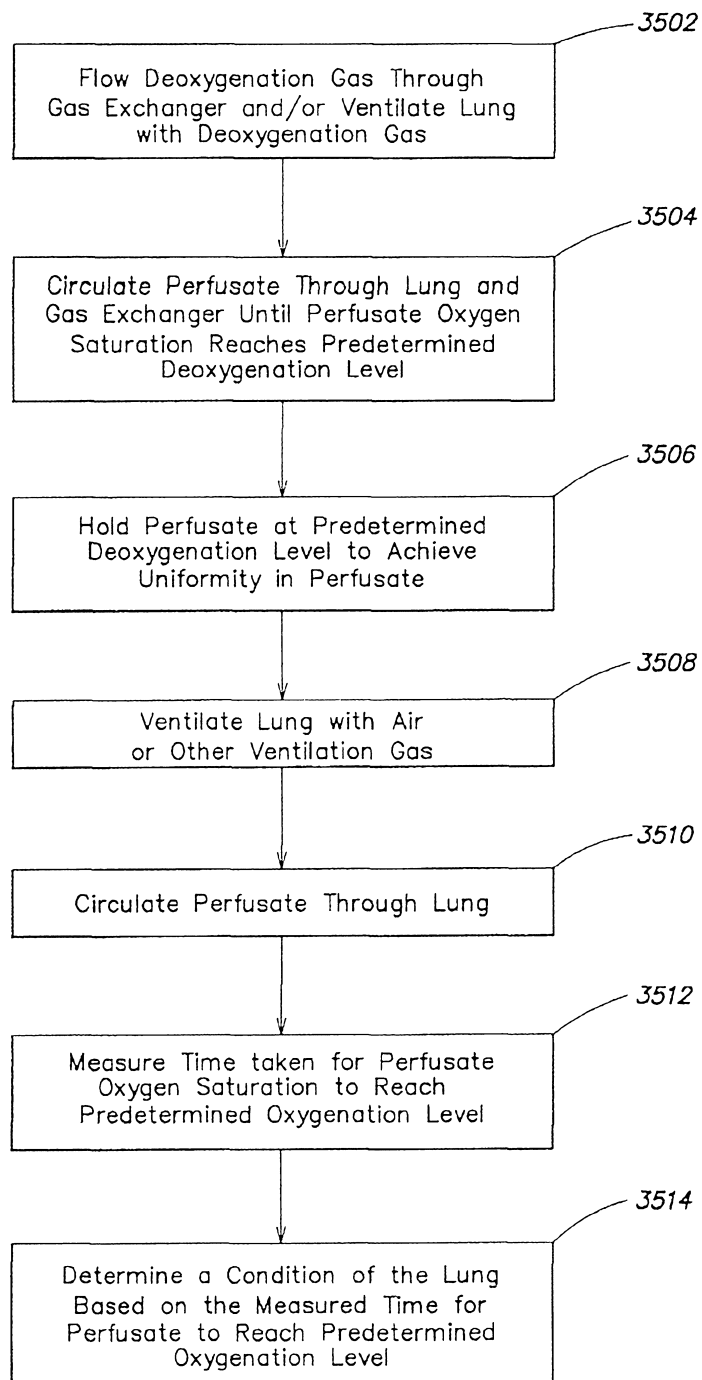 3502
Flow Deoxygenation Gas Through
Gas Exchanger and/or Ventilate Lung
with Deoxygenation Gas
3504
Circulate Perfusate Through Lung and
Gas Exchanger Until Perfusate Oxygen
Saturation Reaches Predetermined
Deoxygenation Level
3506
Hold Perfusate at Predetermined
Deoxygenation Level to Achieve
Uniformity in Perfusate
3508
Ventilate Lung with Air
or Other Ventilation Gas
3510
Circulate Perfusate Through Lung
3512
Measure Time taken for Perfusate
Oxygen Saturation to Reach
Predetermined Oxygenation Level
3514
Determine a Condition of the Lung
Based on the Measured Time for
Perfusate to Reach Predetermined
Oxygenation Level